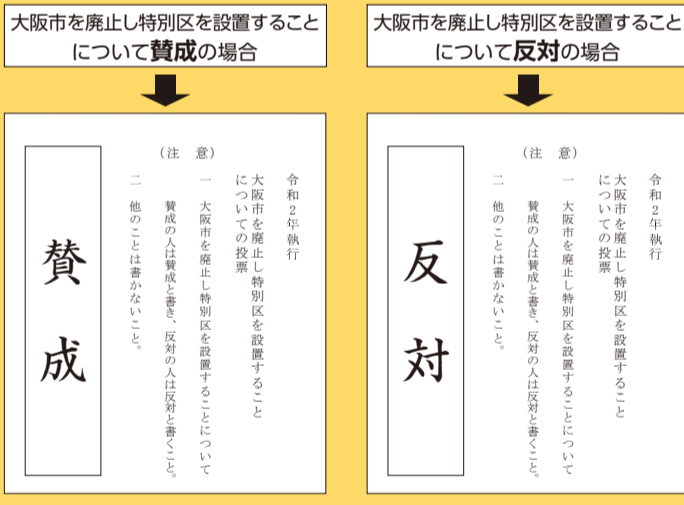 大阪市を廃止し特別区を設置すること
について賛成の場合
令和2年執行
大阪市を廃止し特別区を設置すること
についての投票
（注　意）
一　大阪市を廃止し特別区を設置することについて
賛成の人は賛成と書き、反対の人は反対と書くこと。
二　他のことは書かないこと。
賛成
大阪市を廃止し特別区を設置すること
について反対の場合
令和2年執行
大阪市を廃止し特別区を設置すること
についての投票
（注　意）
一　大阪市を廃止し特別区を設置することについて
賛成の人は賛成と書き、反対の人は反対と書くこと。
二　他のことは書かないこと。
反対